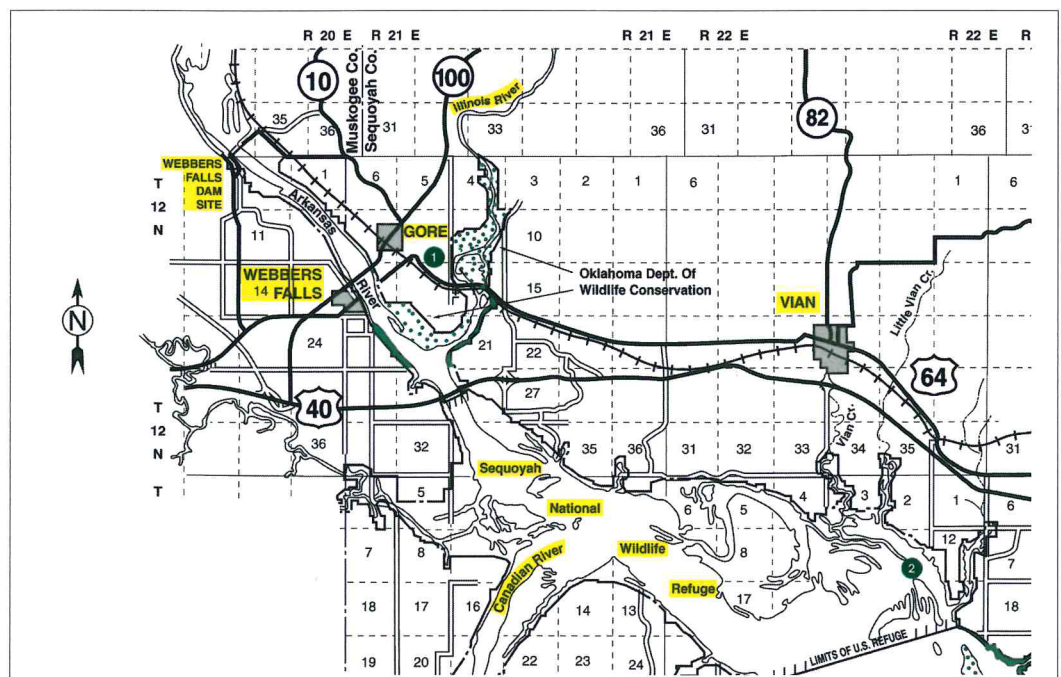 R 20 E R 21 E R 21 E R 22 E R 22 E R
10
Muskogee Co.
Sequoyah Co.
100
Illinois River
82
35 36 31 33 36 31 36 31
WEBBERS
FALLS
DAM
SITE
T
12
N
1 6 5 4 3 2 1 6 1 6
Arkansas
River
GORE
1
11
10
WEBBERS
14 FALLS
Oklahoma Dept. Of
Wildlife Conservation
15
VIAN
Little Vian Cr.
N
24 21 22
27
64
40
T
12
N
36 32 35 36 31 32 33 34 35 31
Vian Cr.
T
Sequoyah
5 4 3 2 1 6
National
6 5
12
7 8
Canadian River
Wildlife
8
2
7
Refuge
18 17 16 14 13 17 18
LIMITS OF U.S. REFUGE
19 20 22 23 24